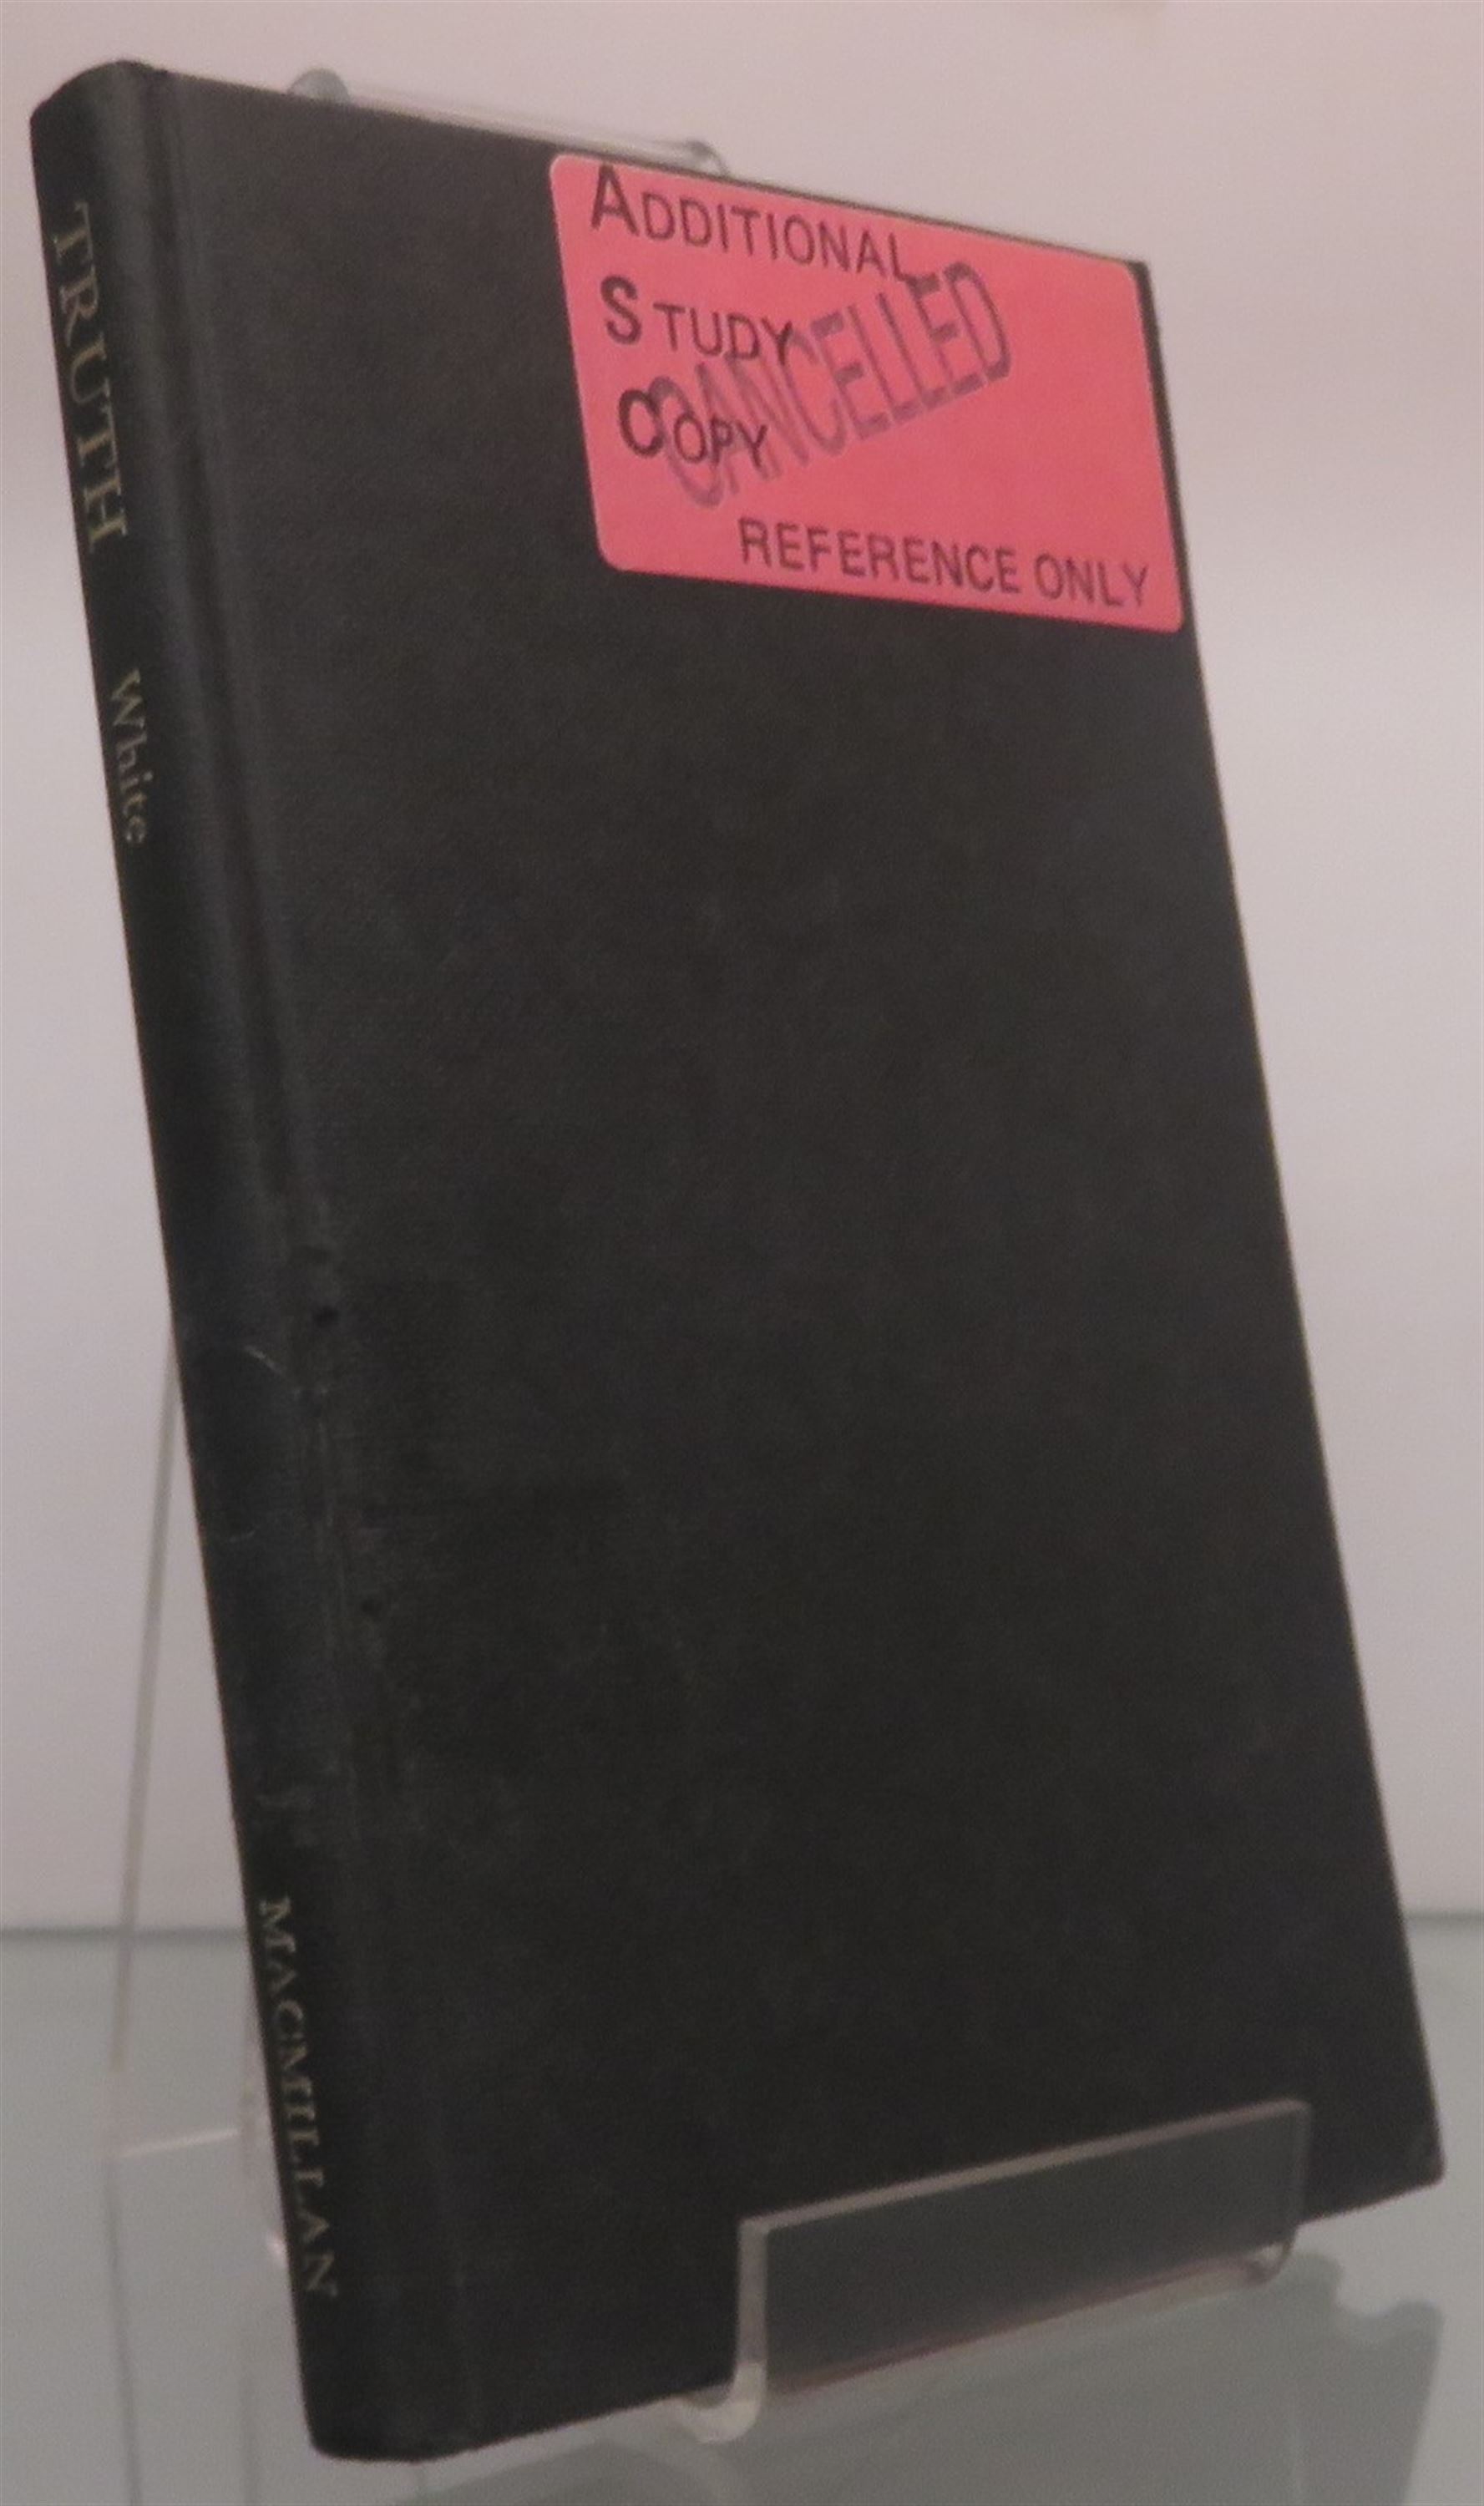 TRUTH White MACMILLAN
ADDITIONAL
STUDY
COPY
CANCELLED
REFERENCE ONLY